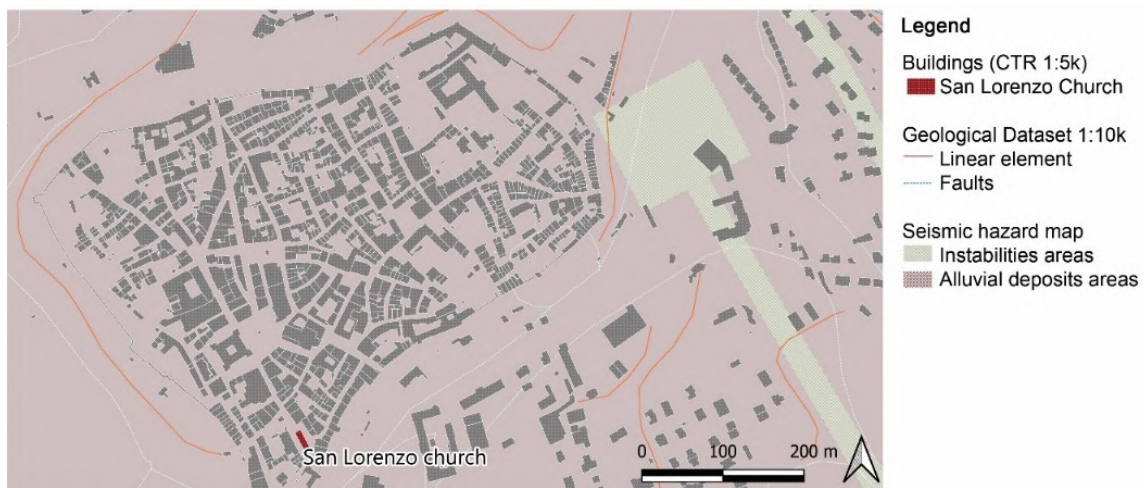 Legend
Buildings (CTR 1:5k)
San Lorenzo Church
Geological Dataset 1:10k
Linear element
Faults
Seismic hazard map
Instabilities areas
Alluvial deposits areas
San Lorenzo church
0 100 200 m